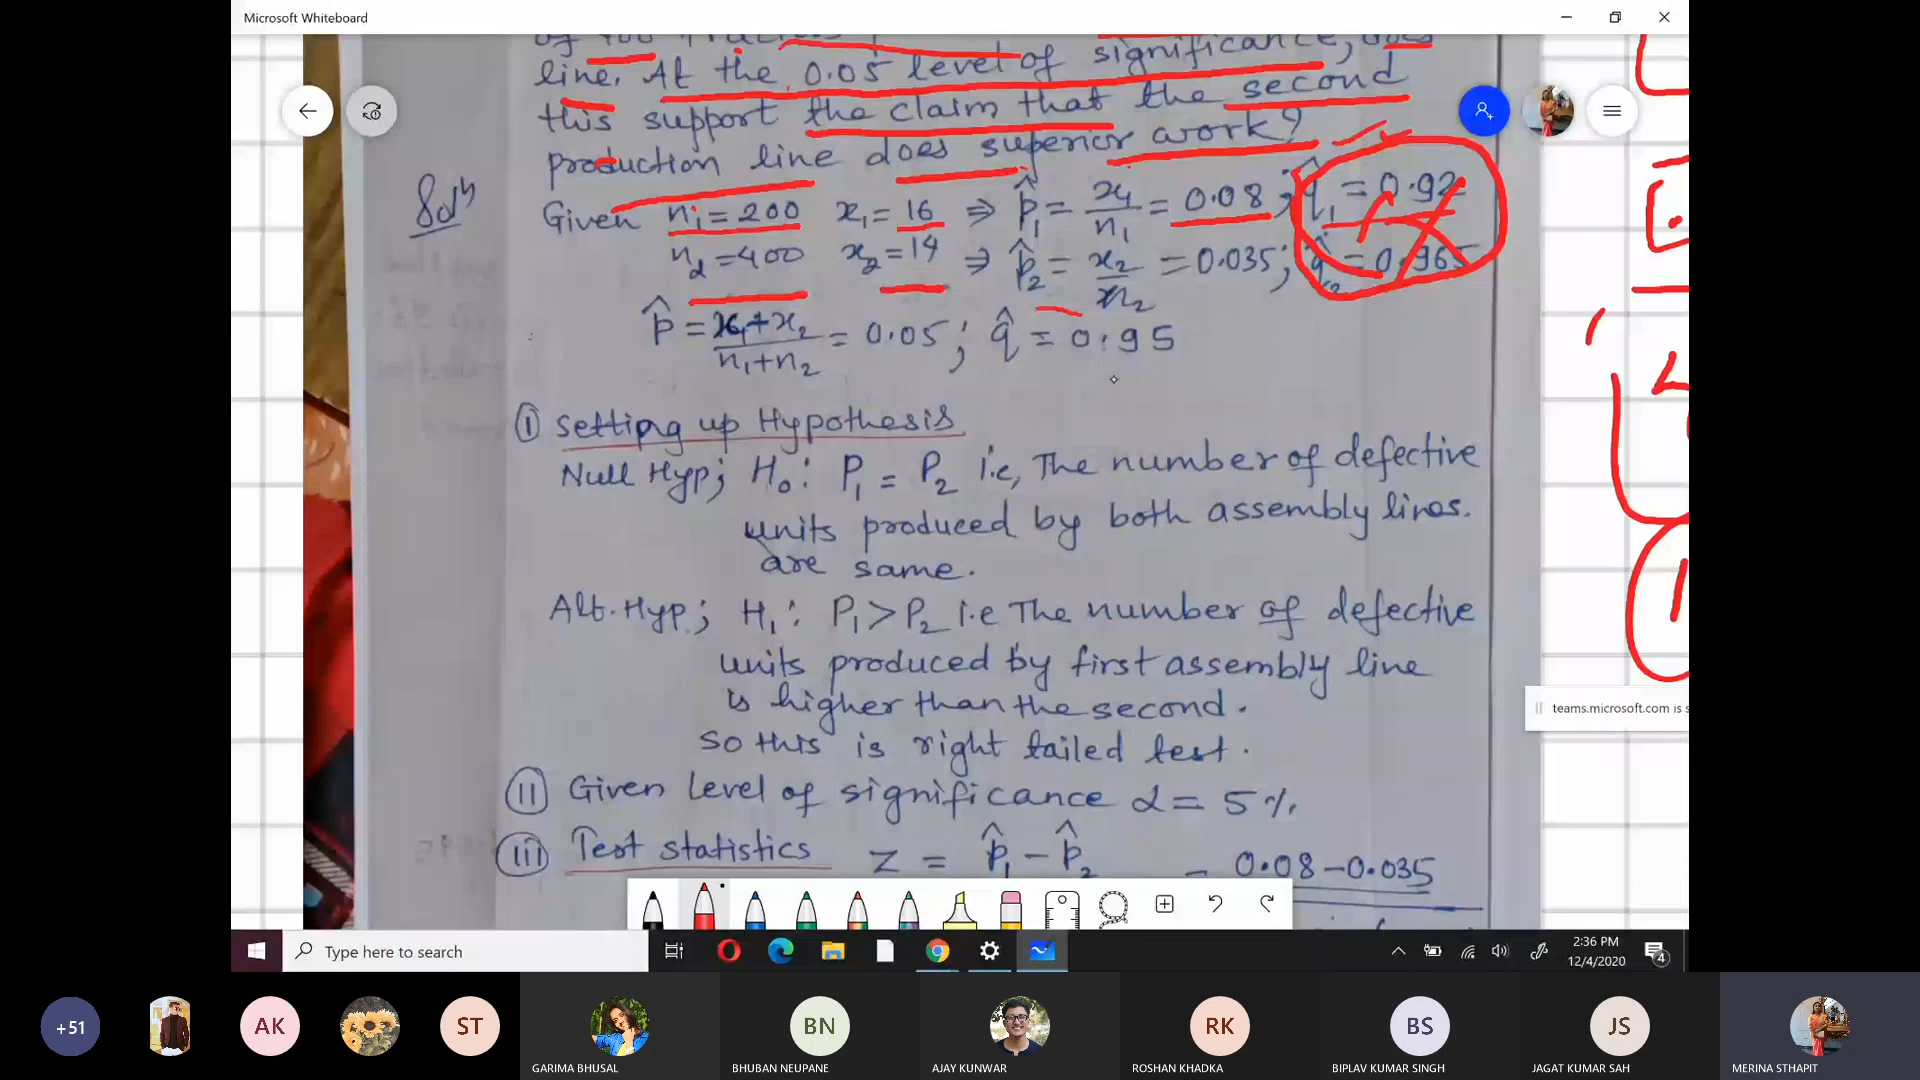 Microsoft Whiteboard
of 400 tractors
line. At the 0.05 level of significance, does
this support the claim that the second
production line does superior work?
Solⁿ
Given n₁ = 200 x₁ = 16 ⇒ p̂₁ = x₁/n₁ = 0.08 ; q̂₁ = 0.92
n₂ = 400 x₂ = 14 ⇒ p̂₂ = x₂/n₂ = 0.035 ; q̂₂ = 0.965
p̂ = x₁+x₂/n₁+n₂ = 0.05 ; q̂ = 0.95
① Setting up Hypothesis
Null Hyp; H₀ : P₁ = P₂ i.e, The number of defective
units produced by both assembly lines.
are same.
Alt. Hyp; H₁ : P₁ > P₂ i.e The number of defective
units produced by first assembly line
is higher than the second.
So this is right tailed test.
teams.microsoft.com is s
(II) Given level of significance α = 5%
(III) Test statistics Z = p̂₁ - p̂₂ = 0.08-0.035
Type here to search
2:36 PM
12/4/2020
4
+51
AK
ST
BN
RK
BS
JS
GARIMA BHUSAL
BHUBAN NEUPANE
AJAY KUNWAR
ROSHAN KHADKA
BIPLAV KUMAR SINGH
JAGAT KUMAR SAH
MERINA STHAPIT